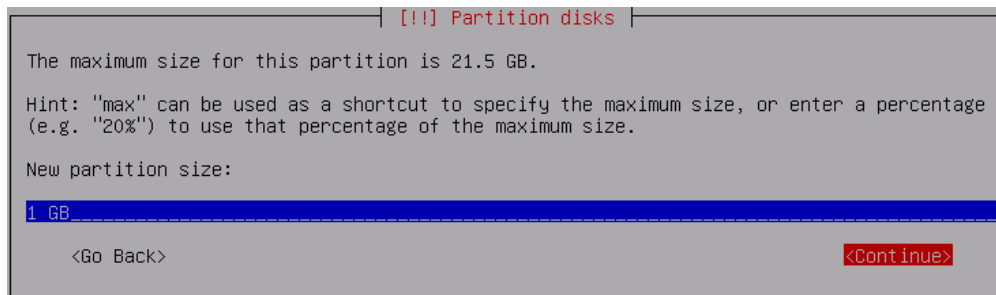 [!!] Partition disks
The maximum size for this partition is 21.5 GB.
Hint: "max" can be used as a shortcut to specify the maximum size, or enter a percentage
(e.g. "20%") to use that percentage of the maximum size.
New partition size:
1 GB
<Go Back> <Continue>